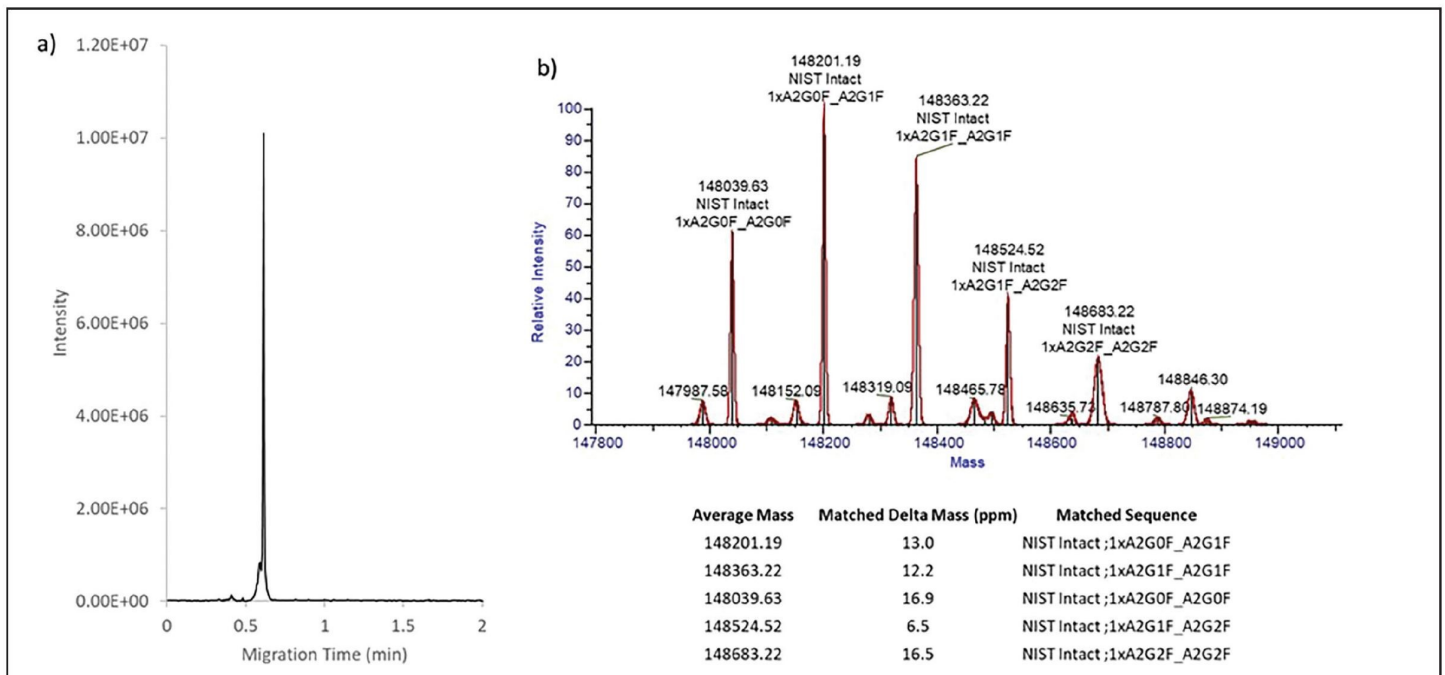 a)
1.20E+07
1.00E+07
8.00E+06
6.00E+06
4.00E+06
2.00E+06
0.00E+00
Intensity
0 0.5 1 1.5 2
Migration Time (min)
b)
148201.19
NIST Intact
1xA2G0F_A2G1F
148363.22
NIST Intact
1xA2G1F_A2G1F
148039.63
NIST Intact
1xA2G0F_A2G0F
148524.52
NIST Intact
1xA2G1F_A2G2F
148683.22
NIST Intact
1xA2G2F_A2G2F
147987.58
148152.09
148319.09
148465.78
148635.73
148787.80
148846.30
148874.19
100
90
80
70
60
50
40
30
20
10
0
Relative Intensity
147800 148000 148200 148400 148600 148800 149000
Mass
Average Mass Matched Delta Mass (ppm) Matched Sequence
148201.19 13.0 NIST Intact ;1xA2G0F_A2G1F
148363.22 12.2 NIST Intact ;1xA2G1F_A2G1F
148039.63 16.9 NIST Intact ;1xA2G0F_A2G0F
148524.52 6.5 NIST Intact ;1xA2G1F_A2G2F
148683.22 16.5 NIST Intact ;1xA2G2F_A2G2F